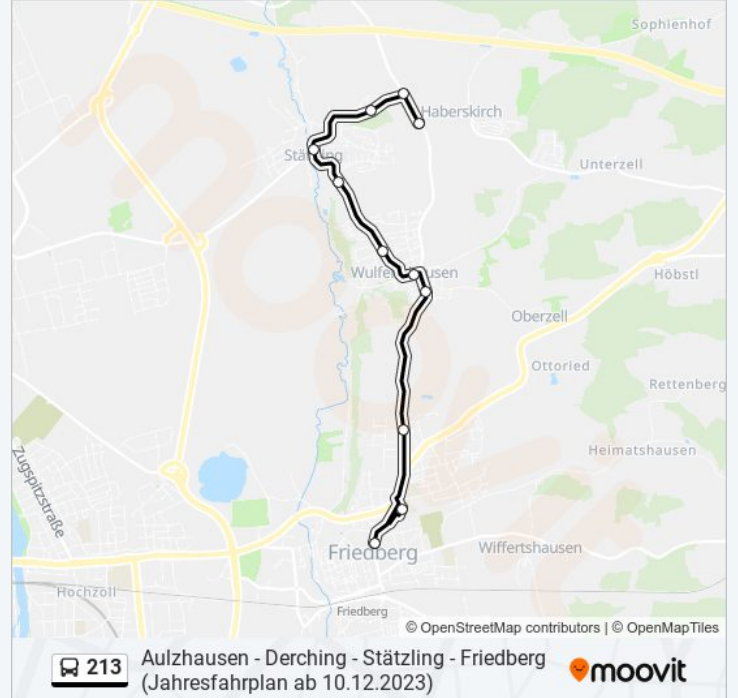 Sophienhof
Haberskirch
Stätzling
Unterzell
Wulfertshausen
Höbstl
Oberzell
Ottoried
Rettenberg
Heimatshausen
Zugspitzstraße
Wiffertshausen
Friedberg
Hochzoll
Friedberg
© OpenStreetMap contributors | © OpenMapTiles
213
Aulzhausen - Derching - Stätzling - Friedberg
(Jahresfahrplan ab 10.12.2023)
moovit